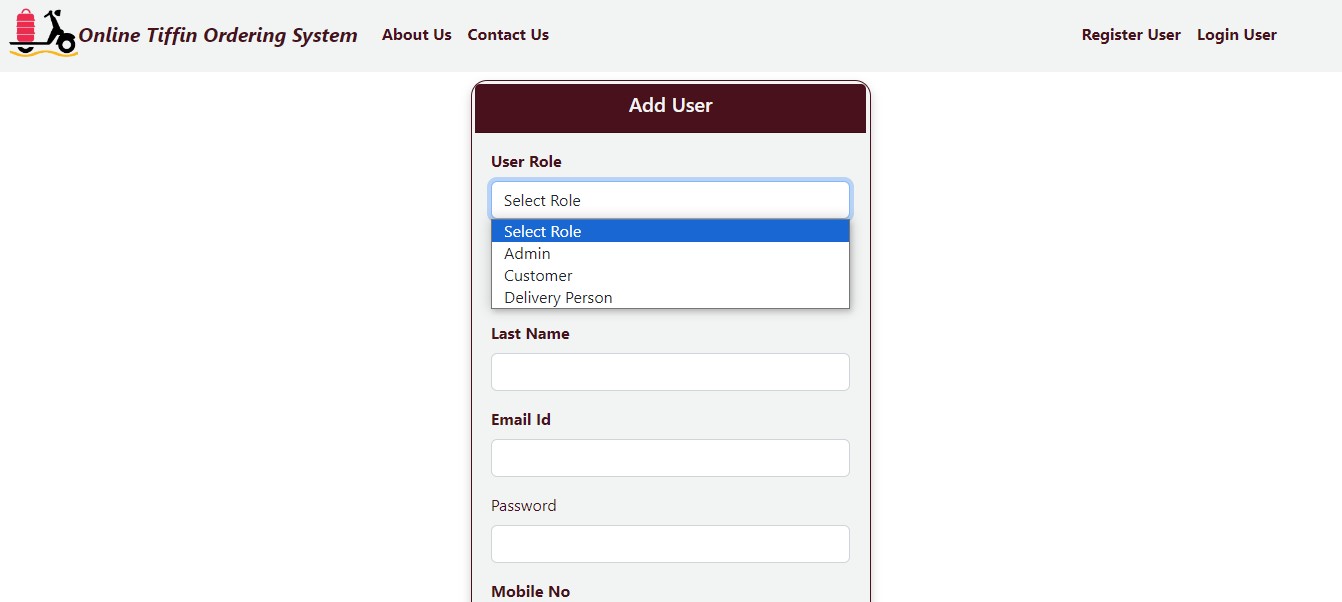 Online Tiffin Ordering System About Us Contact Us Register User Login User
Add User
User Role
Select Role
Select Role
Admin
Customer
Delivery Person
Last Name
Email Id
Password
Mobile No